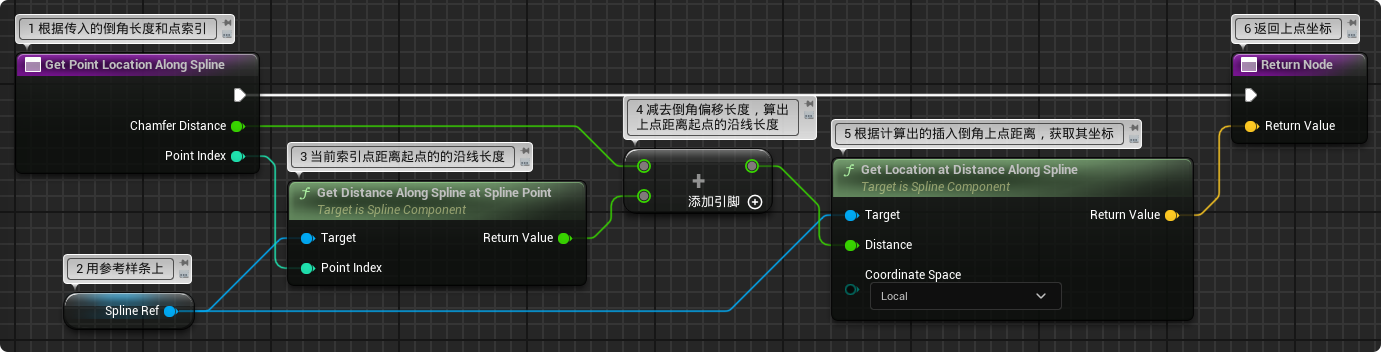 1 根据传入的倒角长度和点索引
Get Point Location Along Spline
Chamfer Distance
Point Index
2 用参考样条上
Spline Ref
3 当前索引点距离起点的的沿线长度
Get Distance Along Spline at Spline Point
Target is Spline Component
Target
Return Value
Point Index
4 减去倒角偏移长度，算出
上点距离起点的沿线长度
添加引脚
5 根据计算出的插入倒角上点距离，获取其坐标
Get Location at Distance Along Spline
Target is Spline Component
Target
Return Value
Distance
Coordinate Space
Local
6 返回上点坐标
Return Node
Return Value